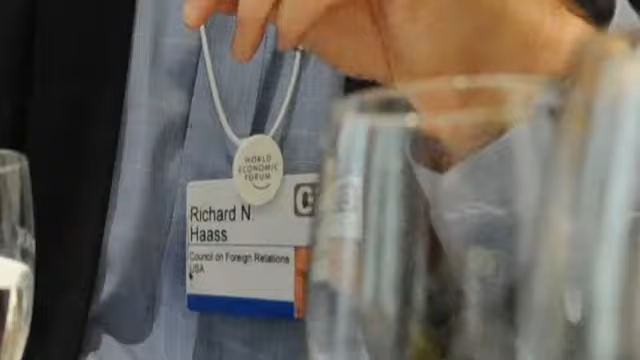 WORLD
ECONOMIC
FORUM
Richard N.
Haass
Council on Foreign Relations
USA